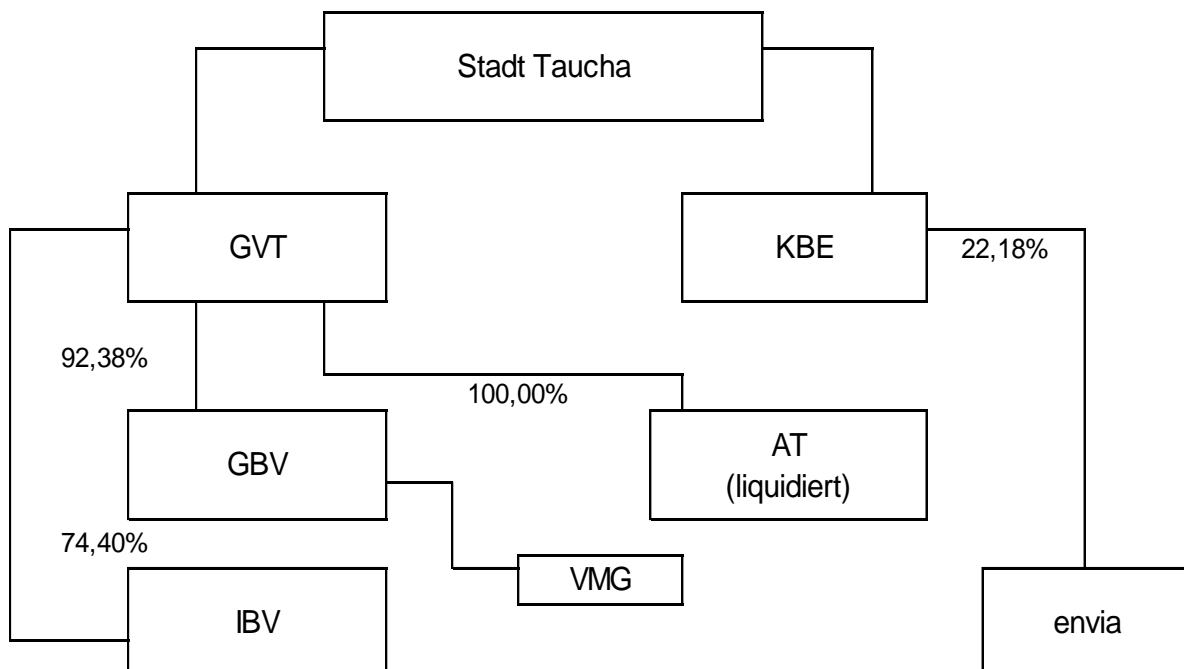 Stadt Taucha
GVT
KBE
22,18%
92,38%
100,00%
GBV
AT
(liquidiert)
74,40%
VMG
IBV
envia